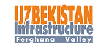 UZBEKISTAN
Infrastructure
Ferghana Valley